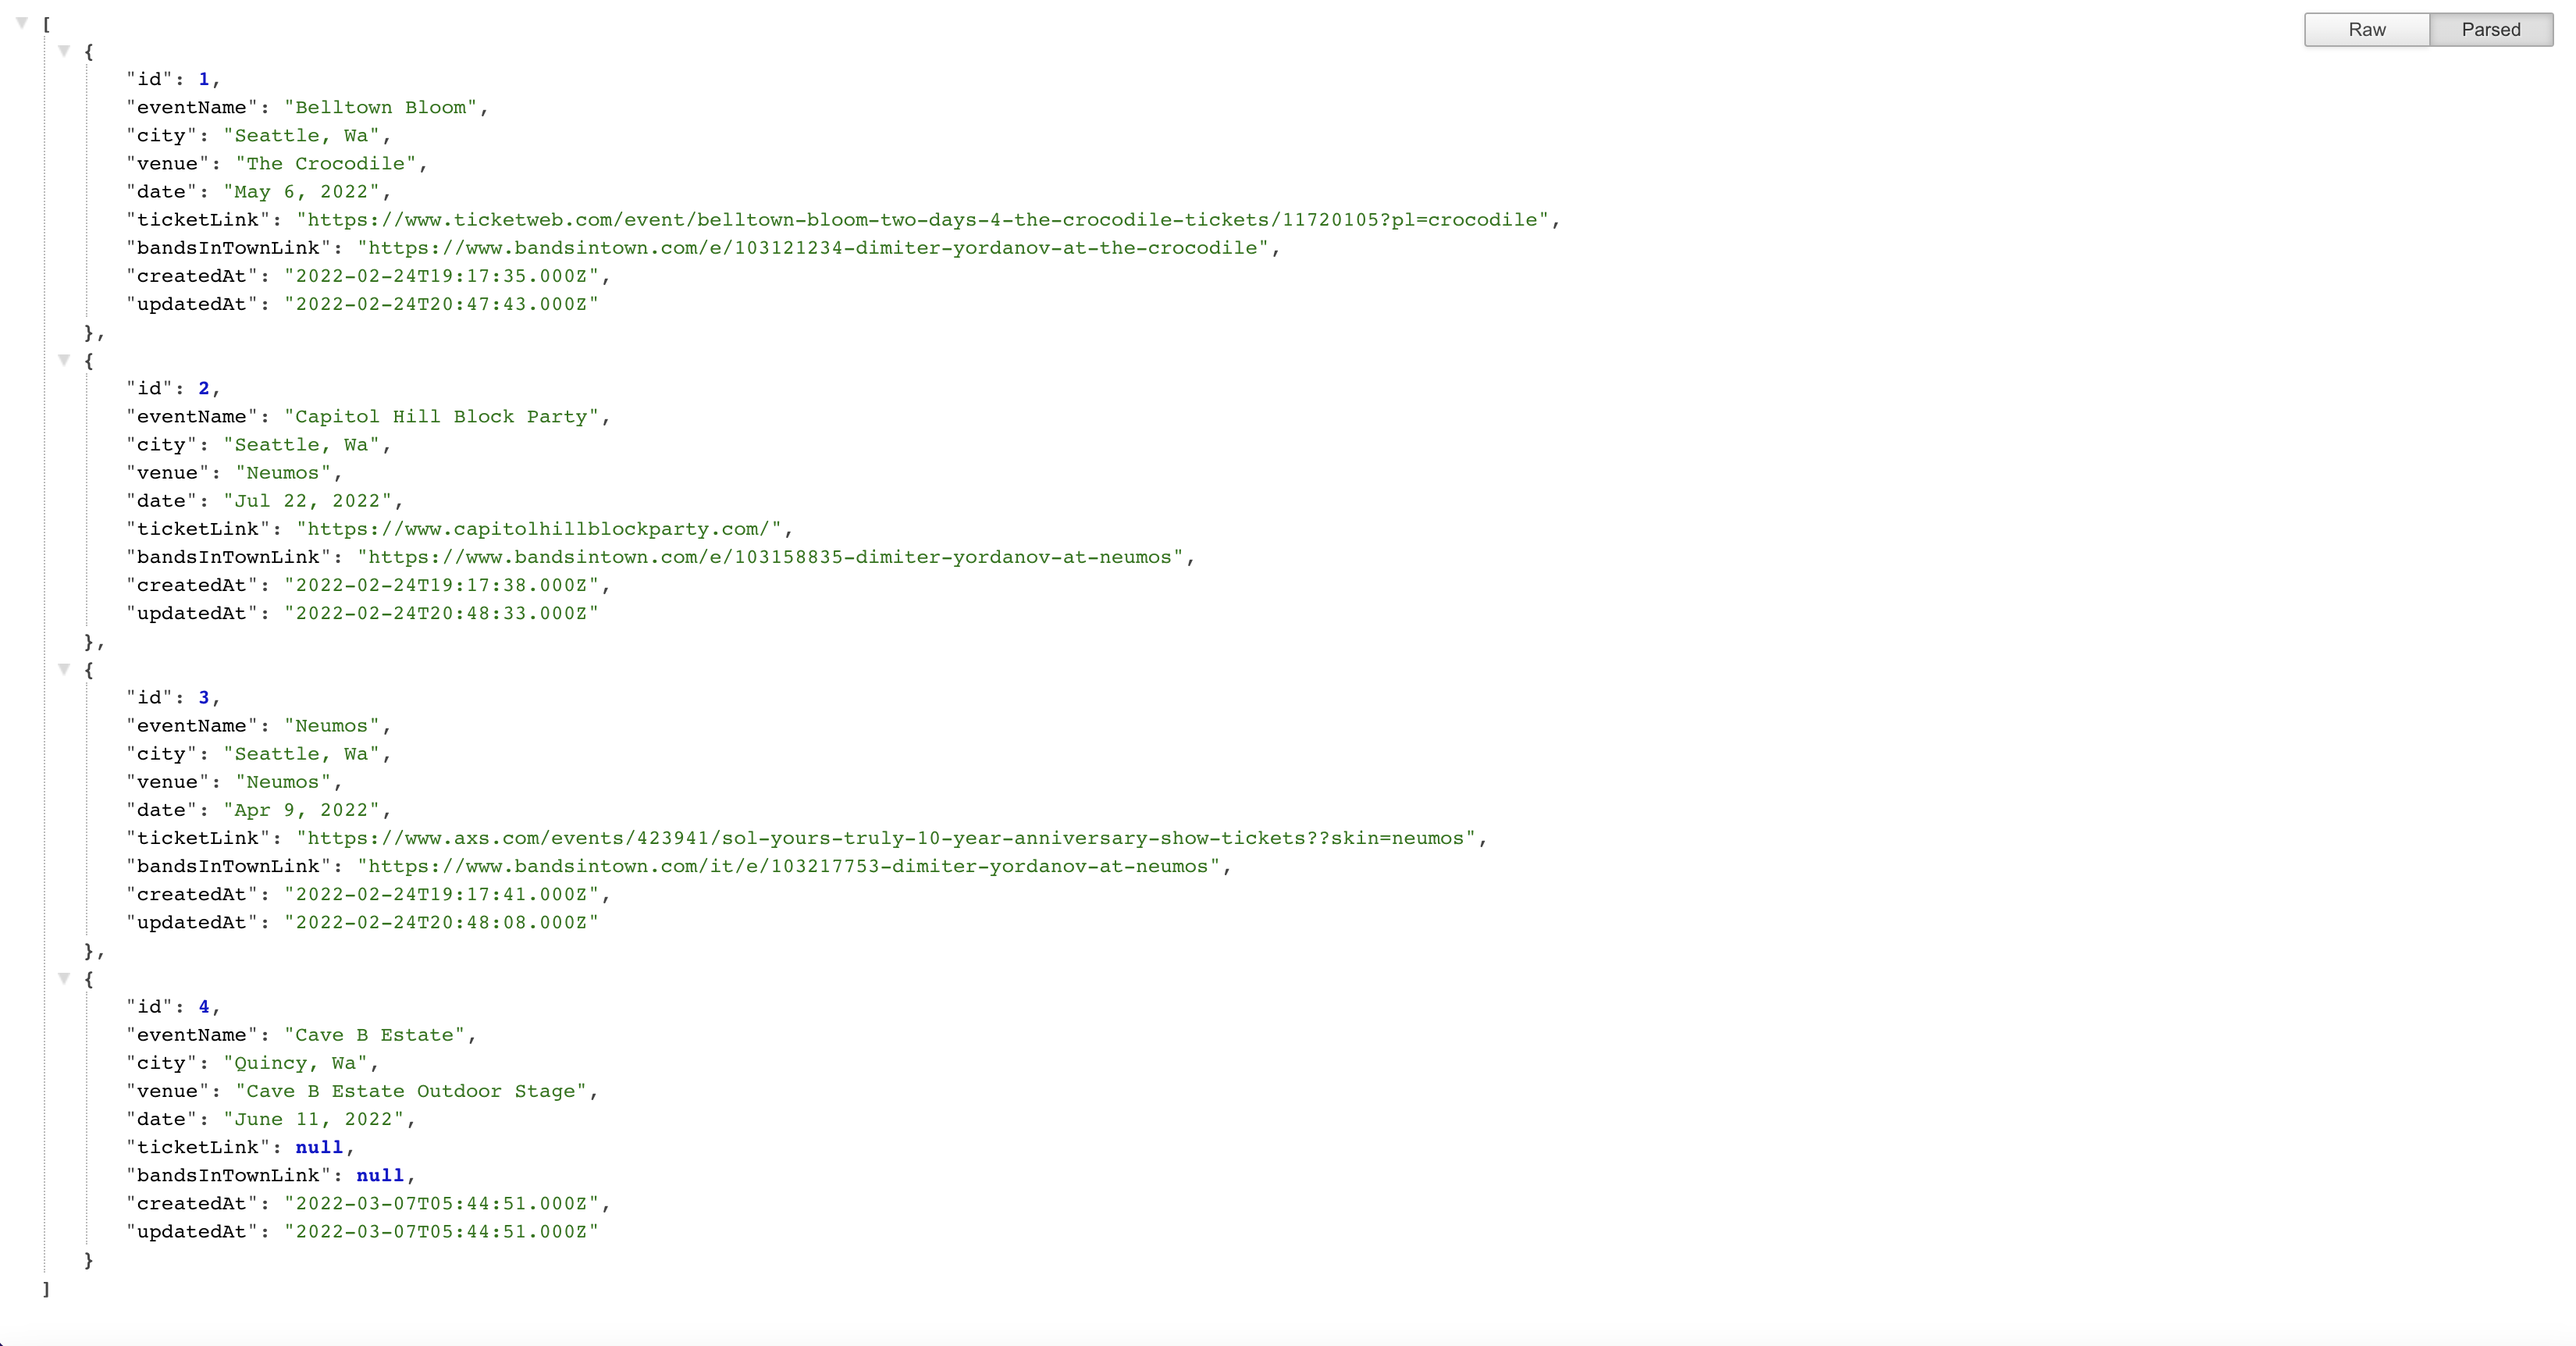 [
Raw Parsed
{
"id": 1,
"eventName": "Belltown Bloom",
"city": "Seattle, Wa",
"venue": "The Crocodile",
"date": "May 6, 2022",
"ticketLink": "https://www.ticketweb.com/event/belltown-bloom-two-days-4-the-crocodile-tickets/11720105?pl=crocodile",
"bandsInTownLink": "https://www.bandsintown.com/e/103121234-dimiter-yordanov-at-the-crocodile",
"createdAt": "2022-02-24T19:17:35.000Z",
"updatedAt": "2022-02-24T20:47:43.000Z"
},
{
"id": 2,
"eventName": "Capitol Hill Block Party",
"city": "Seattle, Wa",
"venue": "Neumos",
"date": "Jul 22, 2022",
"ticketLink": "https://www.capitolhillblockparty.com/",
"bandsInTownLink": "https://www.bandsintown.com/e/103158835-dimiter-yordanov-at-neumos",
"createdAt": "2022-02-24T19:17:38.000Z",
"updatedAt": "2022-02-24T20:48:33.000Z"
},
{
"id": 3,
"eventName": "Neumos",
"city": "Seattle, Wa",
"venue": "Neumos",
"date": "Apr 9, 2022",
"ticketLink": "https://www.axs.com/events/423941/sol-yours-truly-10-year-anniversary-show-tickets??skin=neumos",
"bandsInTownLink": "https://www.bandsintown.com/it/e/103217753-dimiter-yordanov-at-neumos",
"createdAt": "2022-02-24T19:17:41.000Z",
"updatedAt": "2022-02-24T20:48:08.000Z"
},
{
"id": 4,
"eventName": "Cave B Estate",
"city": "Quincy, Wa",
"venue": "Cave B Estate Outdoor Stage",
"date": "June 11, 2022",
"ticketLink": null,
"bandsInTownLink": null,
"createdAt": "2022-03-07T05:44:51.000Z",
"updatedAt": "2022-03-07T05:44:51.000Z"
}
]